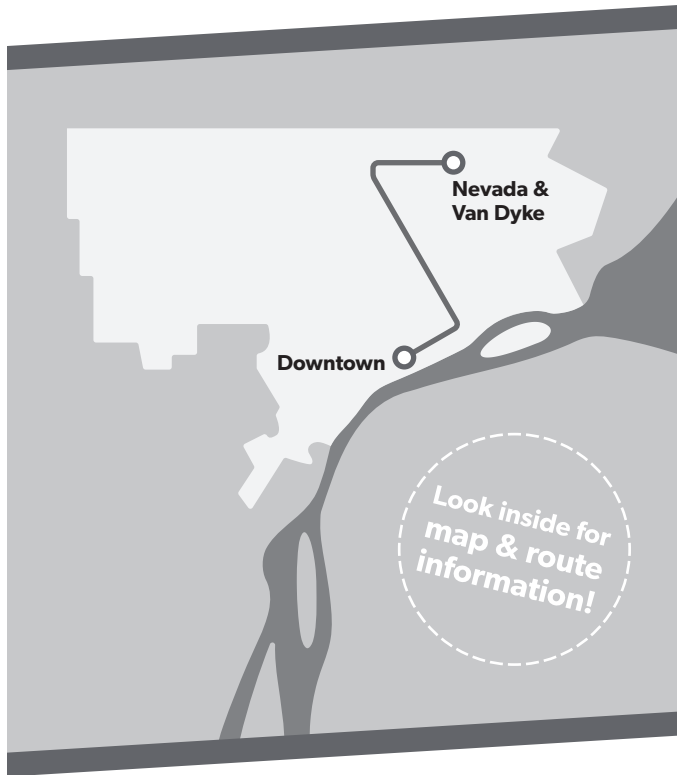 Nevada &
Van Dyke
Downtown
Look inside for
map & route
information!